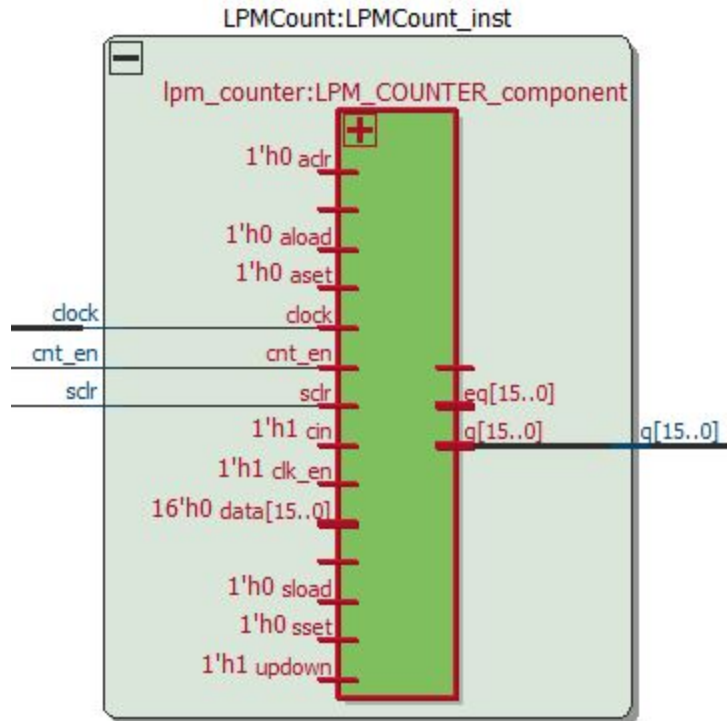 LPMCount:LPMCount_inst
lpm_counter:LPM_COUNTER_component
1'h0 aclr
1'h0 aload
1'h0 aset
clock clock
cnt_en cnt_en
sclr sclr
eq[15..0]
1'h1 cin q[15..0] q[15..0]
1'h1 clk_en
16'h0 data[15..0]
1'h0 sload
1'h0 sset
1'h1 updown